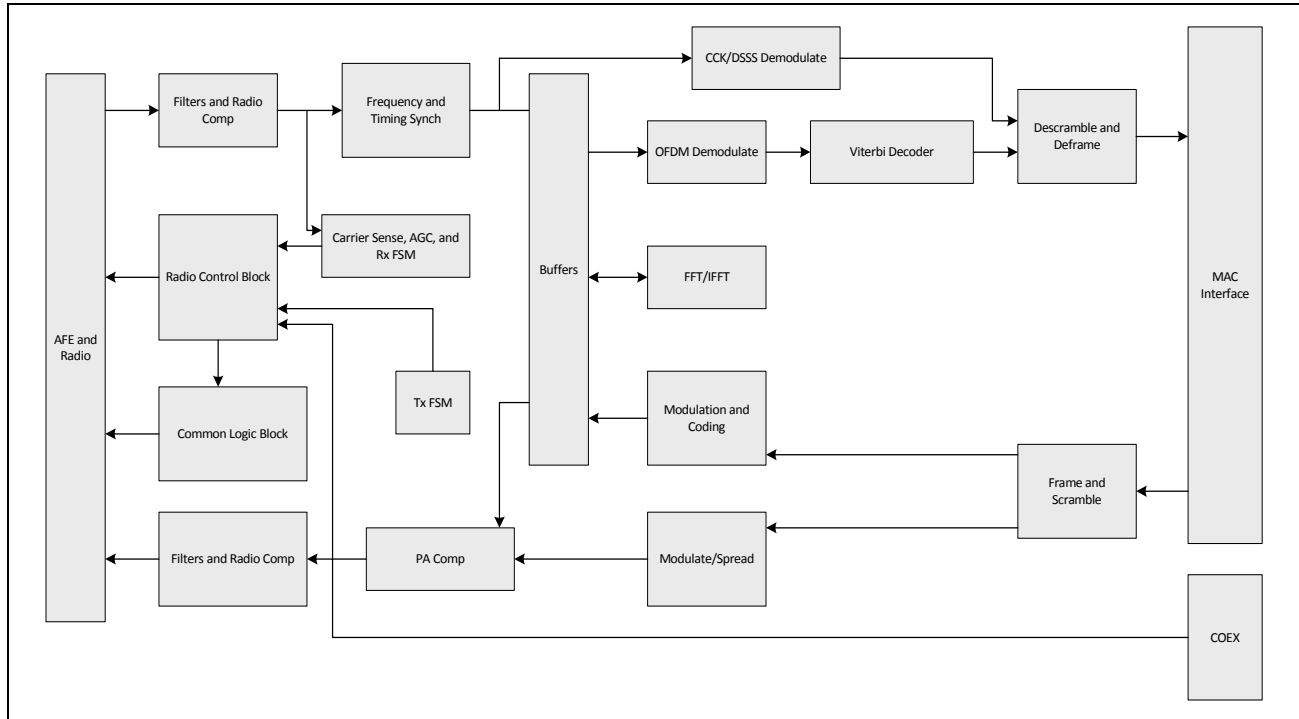 CCK/DSSS Demodulate
Filters and Radio
Comp
Frequency and
Timing Synch
Descramble and
Deframe
OFDM Demodulate
Viterbi Decoder
Carrier Sense, AGC, and
Rx FSM
Radio Control Block
Buffers
FFT/IFFT
MAC
Interface
AFE and
Radio
Tx FSM
Modulation and
Coding
Common Logic Block
Frame and
Scramble
Filters and Radio Comp
PA Comp
Modulate/Spread
COEX